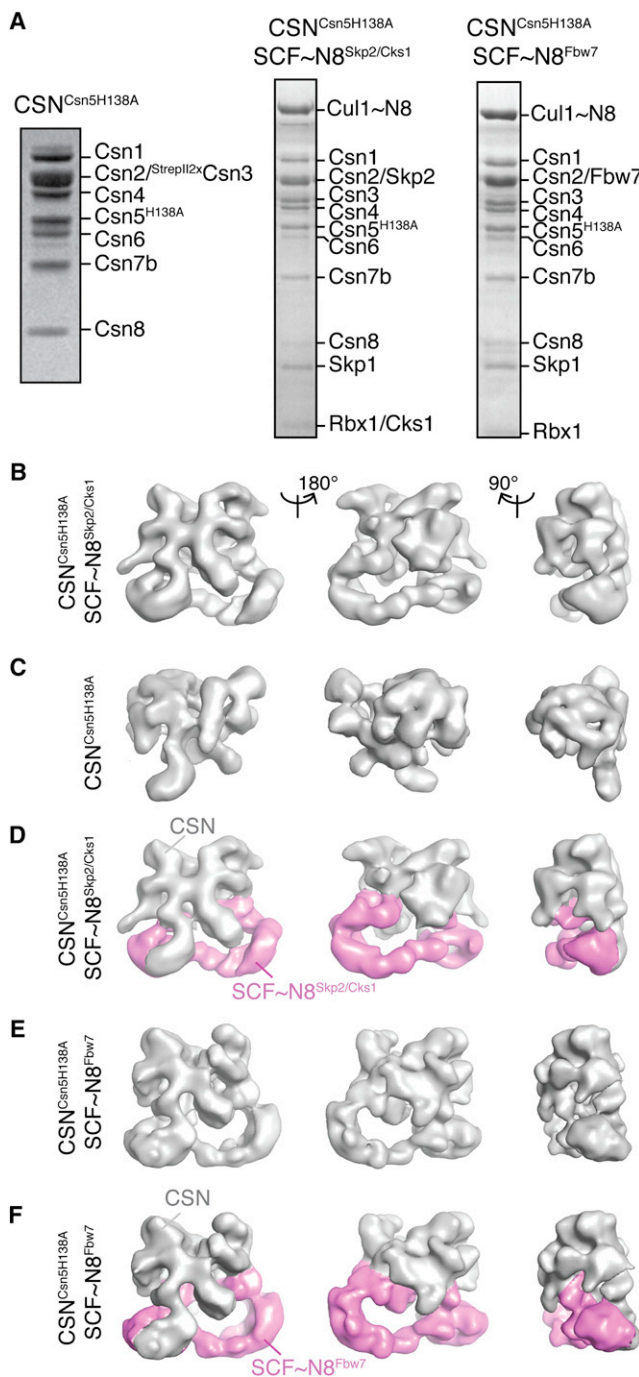 A
CSN^Csn5H138A
CSN^Csn5H138A
SCF~N8^Skp2/Cks1
CSN^Csn5H138A
SCF~N8^Fbw7
Csn1
Csn2/^StrepII2xCsn3
Csn4
Csn5^H138A
Csn6
Csn7b
Csn8
Cul1~N8
Csn1
Csn2/Skp2
Csn3
Csn4
Csn5^H138A
Csn6
Csn7b
Csn8
Skp1
Rbx1/Cks1
Cul1~N8
Csn1
Csn2/Fbw7
Csn3
Csn4
Csn5^H138A
Csn6
Csn7b
Csn8
Skp1
Rbx1
B
CSN^Csn5H138A
SCF~N8^Skp2/Cks1
180°
90°
C
CSN^Csn5H138A
D
CSN^Csn5H138A
SCF~N8^Skp2/Cks1
CSN
SCF~N8^Skp2/Cks1
E
CSN^Csn5H138A
SCF~N8^Fbw7
F
CSN^Csn5H138A
SCF~N8^Fbw7
CSN
SCF~N8^Fbw7